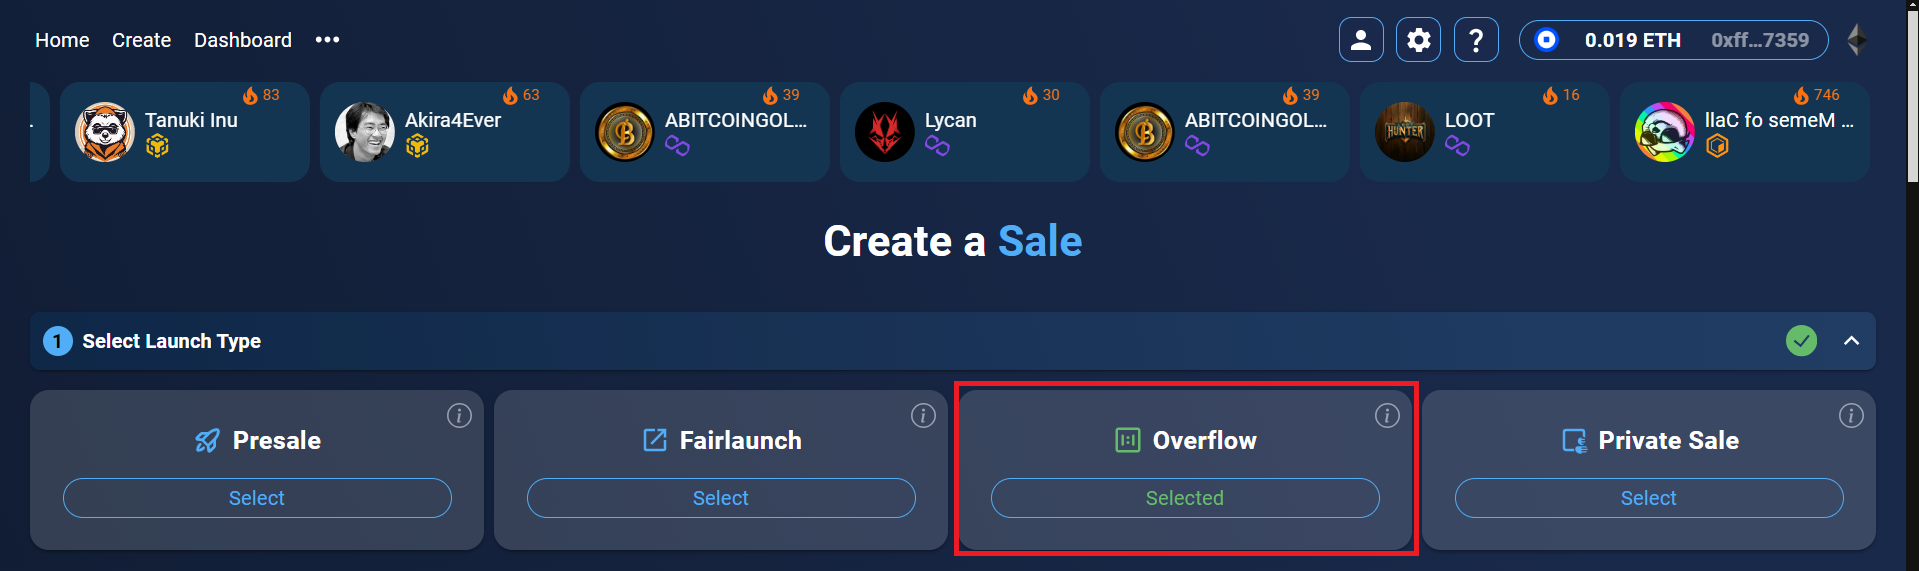 Home Create Dashboard •••
? 0.019 ETH 0xff...7359
83 63 39 30 39 16 746
Tanuki Inu Akira4Ever ABITCOINGOL... Lycan ABITCOINGOL... LOOT llaC fo semeM ...
HUNTER
Create a Sale
1 Select Launch Type
Presale Fairlaunch Overflow Private Sale
Select Select Selected Select